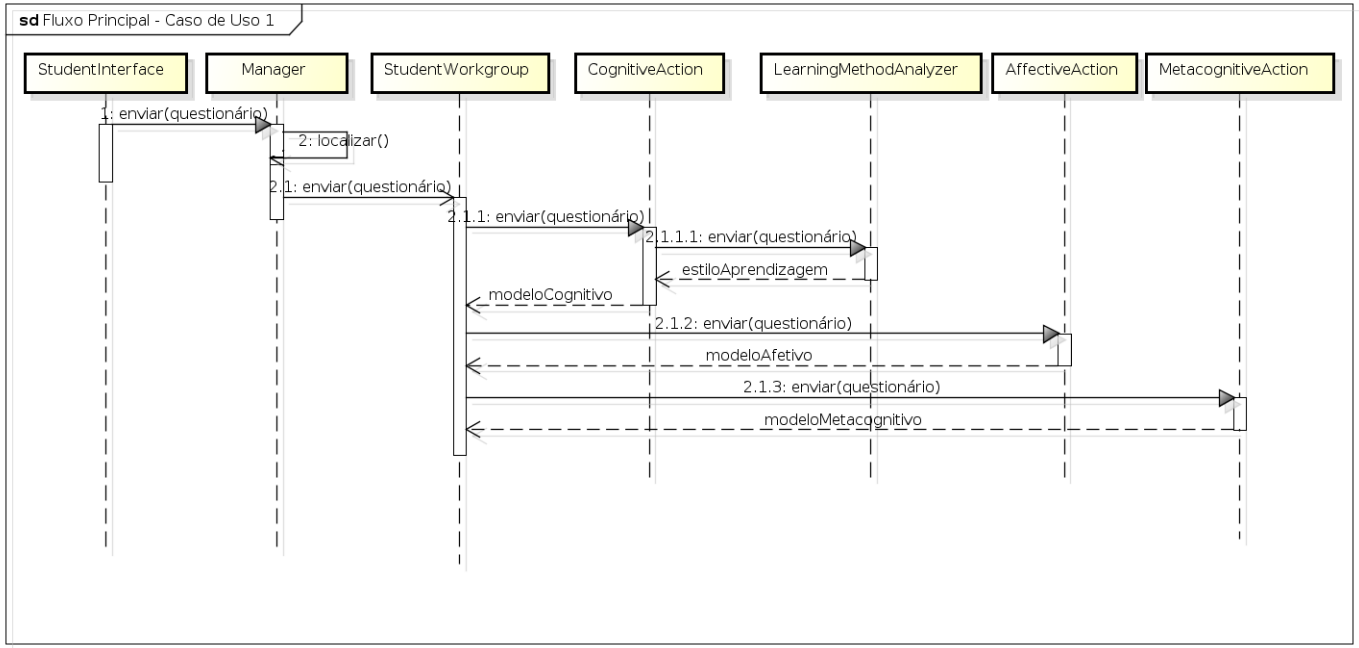 sd Fluxo Principal - Caso de Uso 1
StudentInterface
Manager
StudentWorkgroup
CognitiveAction
LearningMethodAnalyzer
AffectiveAction
MetacognitiveAction
1: enviar(questionário)
2: localizar()
2.1: enviar(questionário)
2.1.1: enviar(questionário)
2.1.1.1: enviar(questionário)
estiloAprendizagem
modeloCognitivo
2.1.2: enviar(questionário)
modeloAfetivo
2.1.3: enviar(questionário)
modeloMetacognitivo